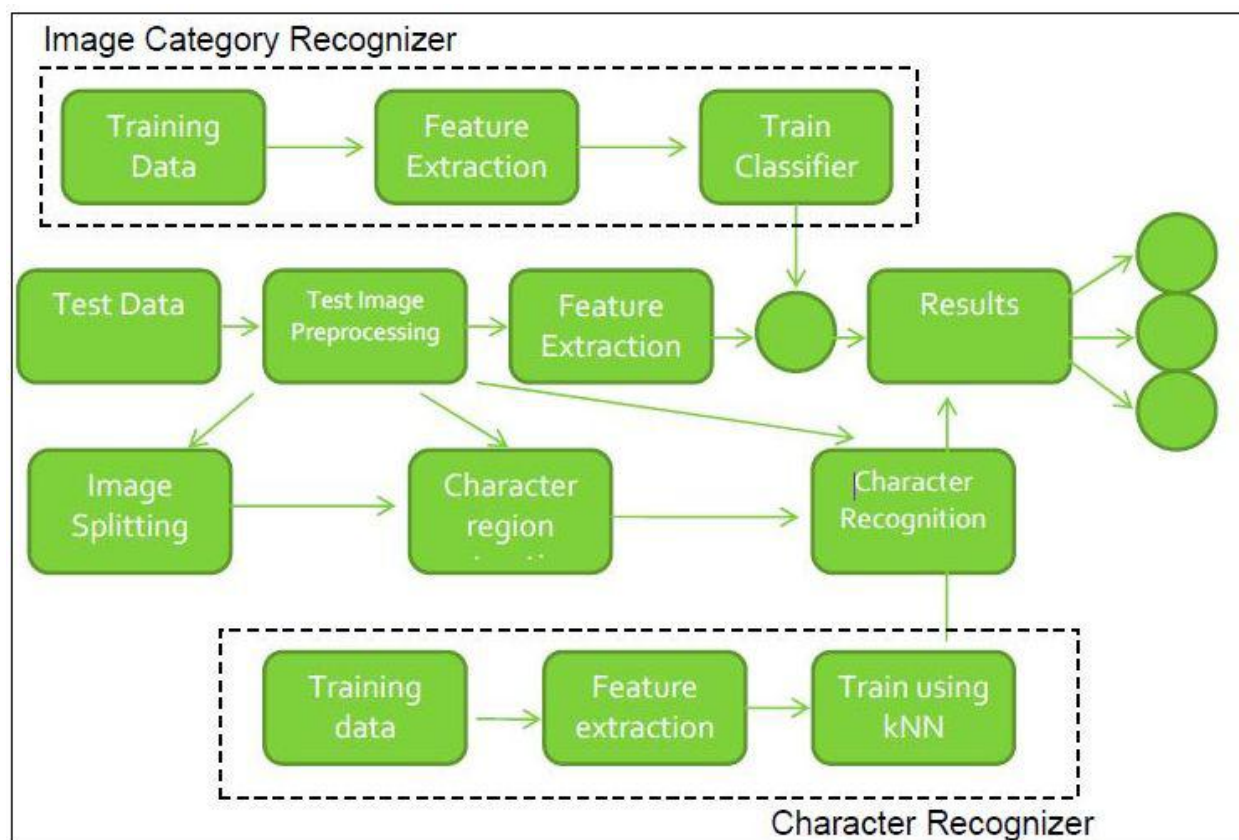 Image Category Recognizer
Training
Data
Feature
Extraction
Train
Classifier
Test Data
Test Image
Preprocessing
Feature
Extraction
Results
Image
Splitting
Character
region
Character
Recognition
Training
data
Feature
extraction
Train using
kNN
Character Recognizer